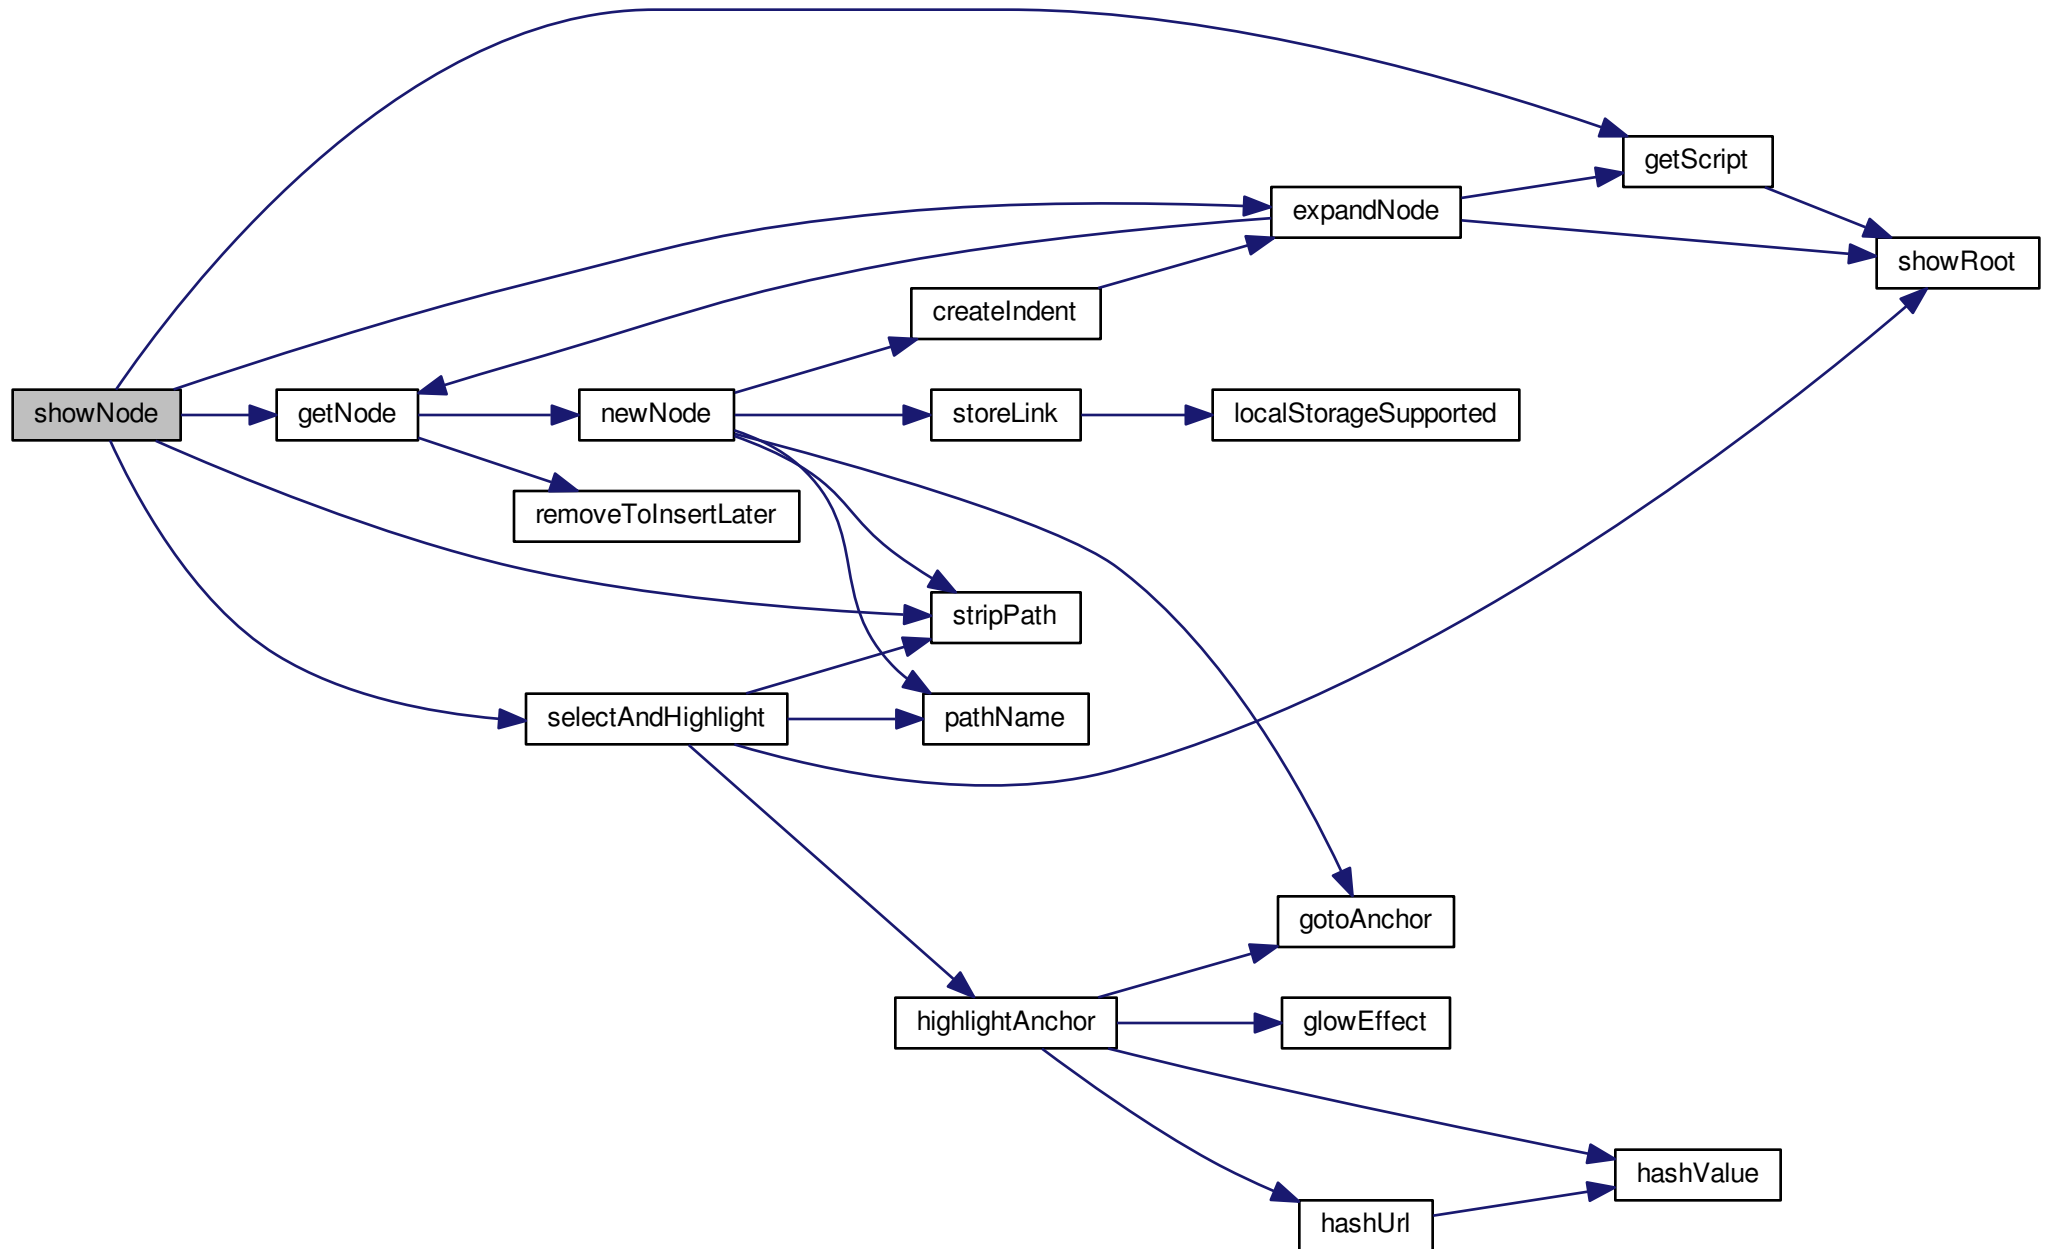 getScript
expandNode
showRoot
createIndent
showNode
getNode
newNode
storeLink
localStorageSupported
removeToInsertLater
stripPath
selectAndHighlight
pathName
gotoAnchor
highlightAnchor
glowEffect
hashValue
hashUrl